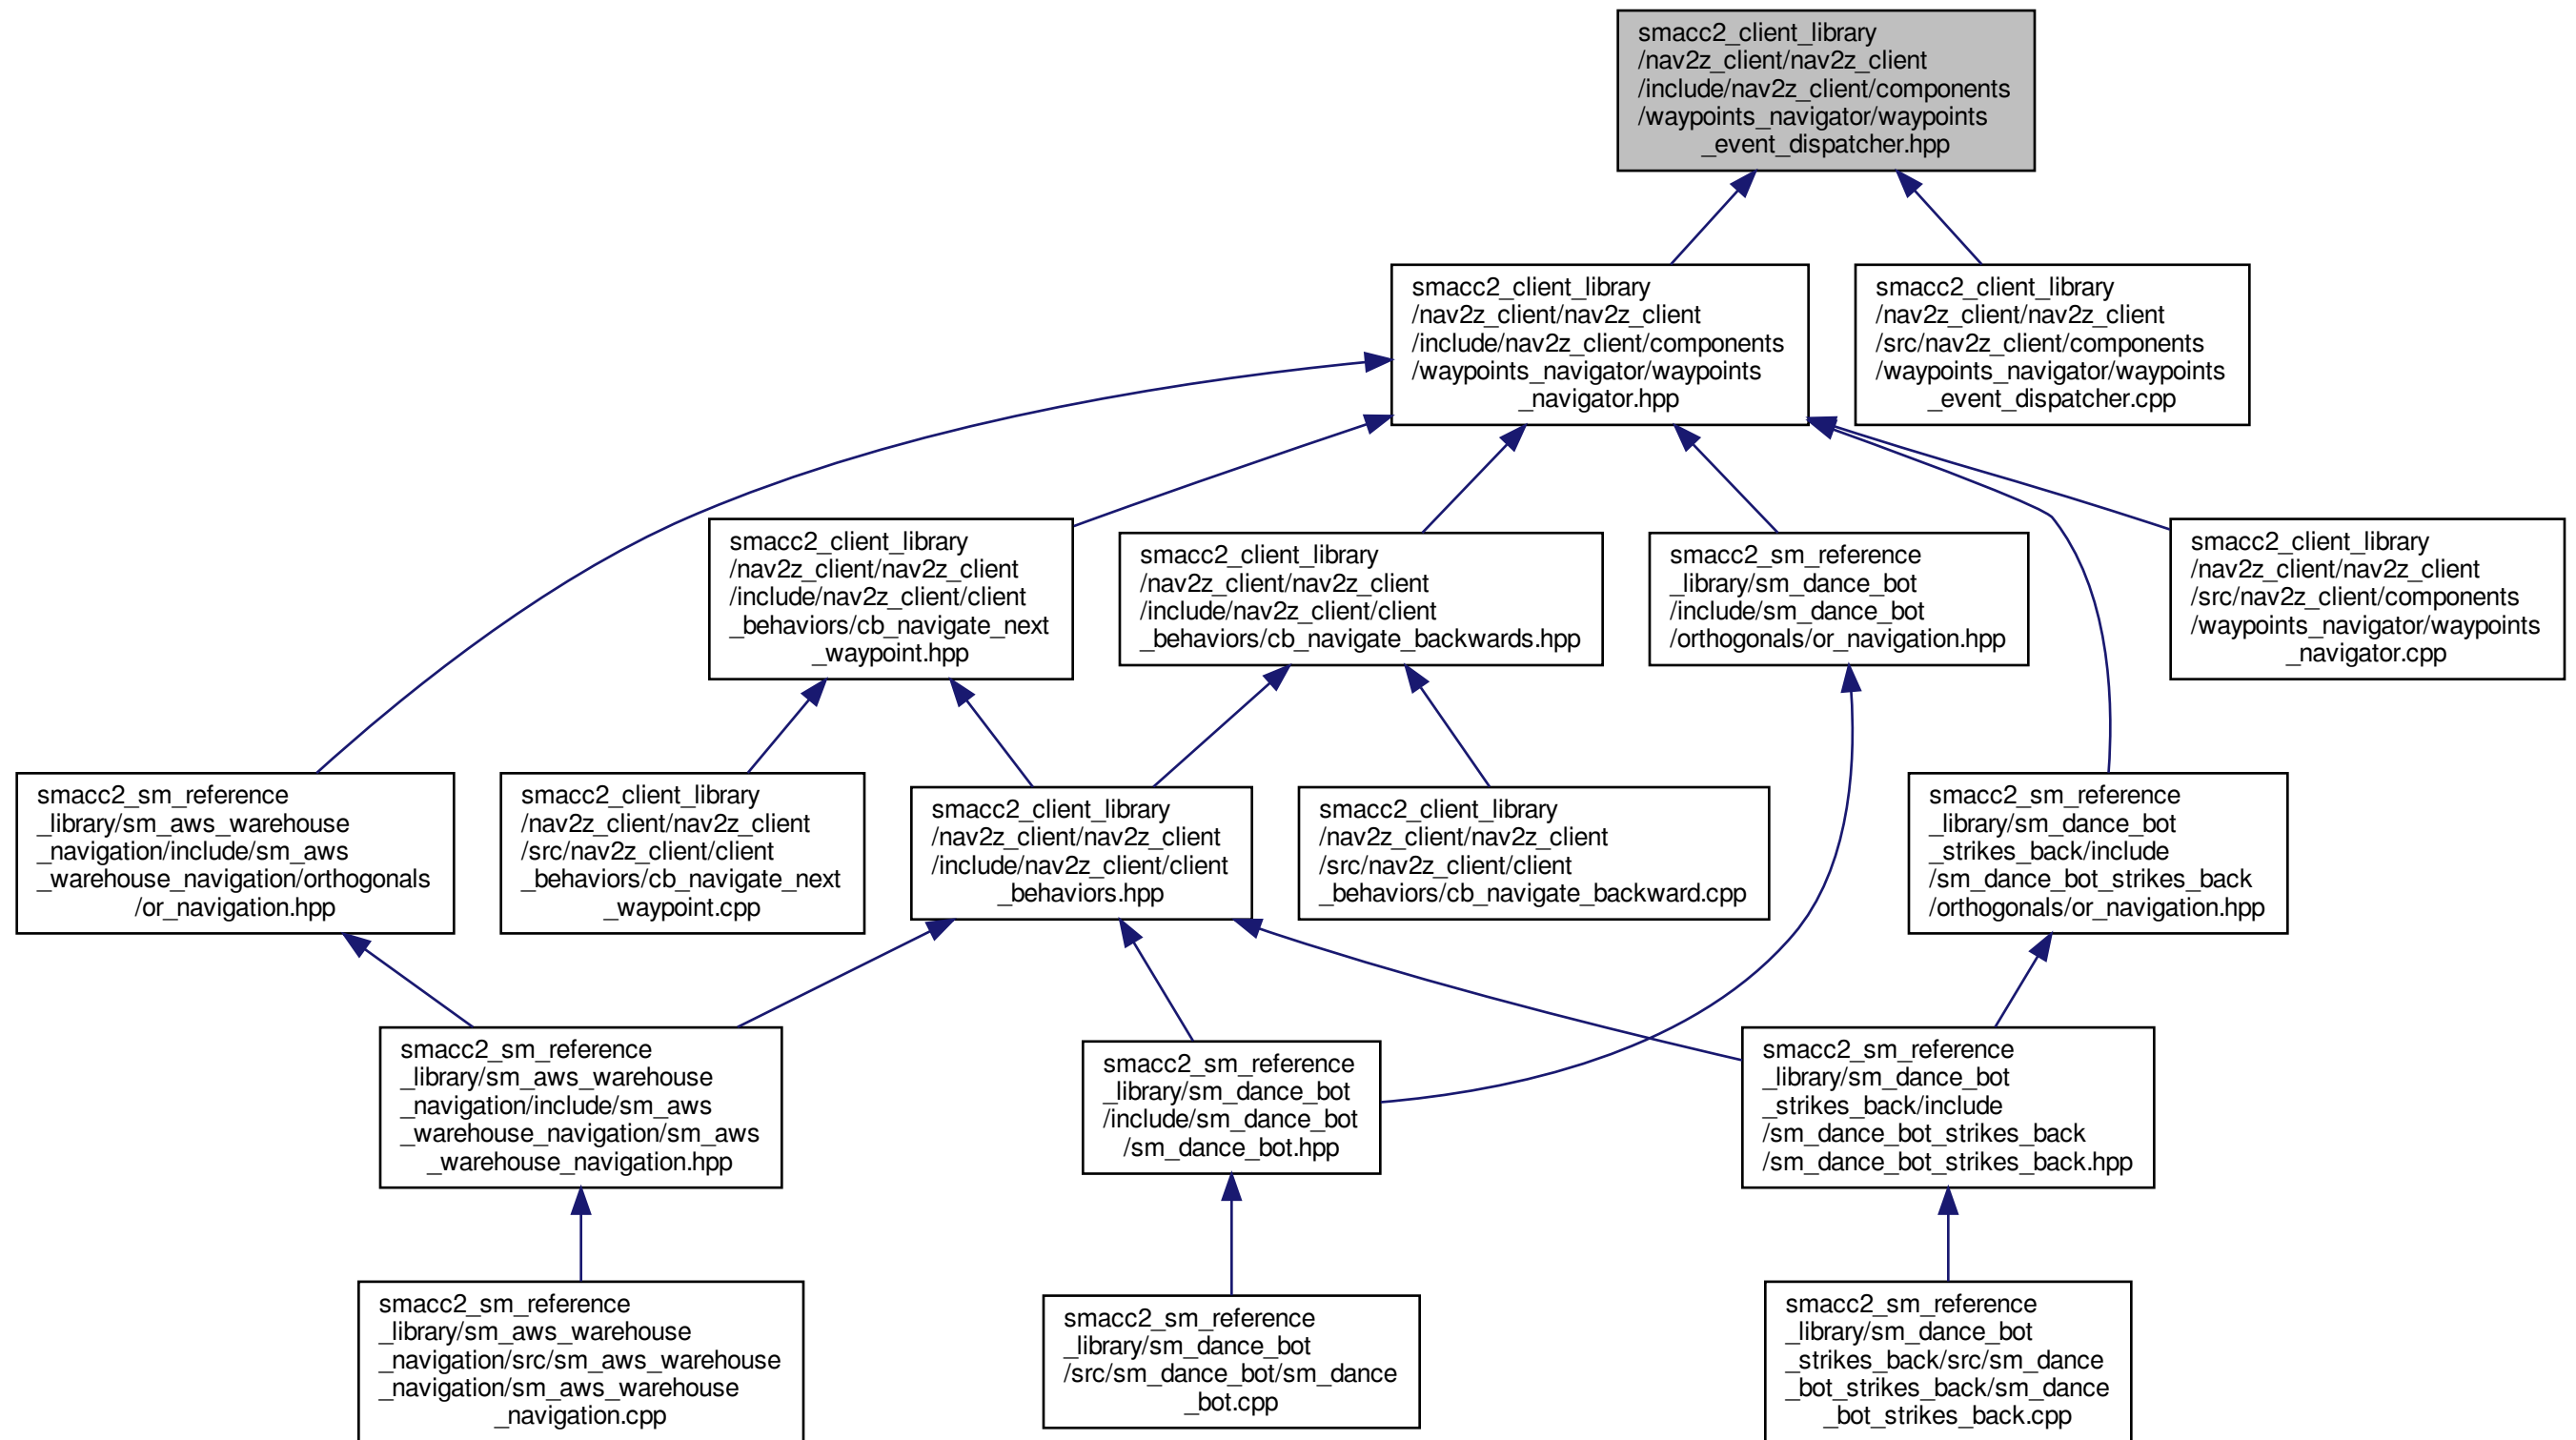 smacc2_client_library
/nav2z_client/nav2z_client
/include/nav2z_client/components
/waypoints_navigator/waypoints
_event_dispatcher.hpp
smacc2_client_library
/nav2z_client/nav2z_client
/include/nav2z_client/components
/waypoints_navigator/waypoints
_navigator.hpp
smacc2_client_library
/nav2z_client/nav2z_client
/src/nav2z_client/components
/waypoints_navigator/waypoints
_event_dispatcher.cpp
smacc2_client_library
/nav2z_client/nav2z_client
/include/nav2z_client/client
_behaviors/cb_navigate_next
_waypoint.hpp
smacc2_client_library
/nav2z_client/nav2z_client
/include/nav2z_client/client
_behaviors/cb_navigate_backwards.hpp
smacc2_sm_reference
_library/sm_dance_bot
/include/sm_dance_bot
/orthogonals/or_navigation.hpp
smacc2_client_library
/nav2z_client/nav2z_client
/src/nav2z_client/components
/waypoints_navigator/waypoints
_navigator.cpp
smacc2_sm_reference
_library/sm_aws_warehouse
_navigation/include/sm_aws
_warehouse_navigation/orthogonals
/or_navigation.hpp
smacc2_client_library
/nav2z_client/nav2z_client
/src/nav2z_client/client
_behaviors/cb_navigate_next
_waypoint.cpp
smacc2_client_library
/nav2z_client/nav2z_client
/include/nav2z_client/client
_behaviors.hpp
smacc2_client_library
/nav2z_client/nav2z_client
/src/nav2z_client/client
_behaviors/cb_navigate_backward.cpp
smacc2_sm_reference
_library/sm_dance_bot
_strikes_back/include
/sm_dance_bot_strikes_back
/orthogonals/or_navigation.hpp
smacc2_sm_reference
_library/sm_aws_warehouse
_navigation/include/sm_aws
_warehouse_navigation/sm_aws
_warehouse_navigation.hpp
smacc2_sm_reference
_library/sm_dance_bot
/include/sm_dance_bot
/sm_dance_bot.hpp
smacc2_sm_reference
_library/sm_dance_bot
_strikes_back/include
/sm_dance_bot_strikes_back
/sm_dance_bot_strikes_back.hpp
smacc2_sm_reference
_library/sm_aws_warehouse
_navigation/src/sm_aws_warehouse
_navigation/sm_aws_warehouse
_navigation.cpp
smacc2_sm_reference
_library/sm_dance_bot
/src/sm_dance_bot/sm_dance
_bot.cpp
smacc2_sm_reference
_library/sm_dance_bot
_strikes_back/src/sm_dance
_bot_strikes_back/sm_dance
_bot_strikes_back.cpp